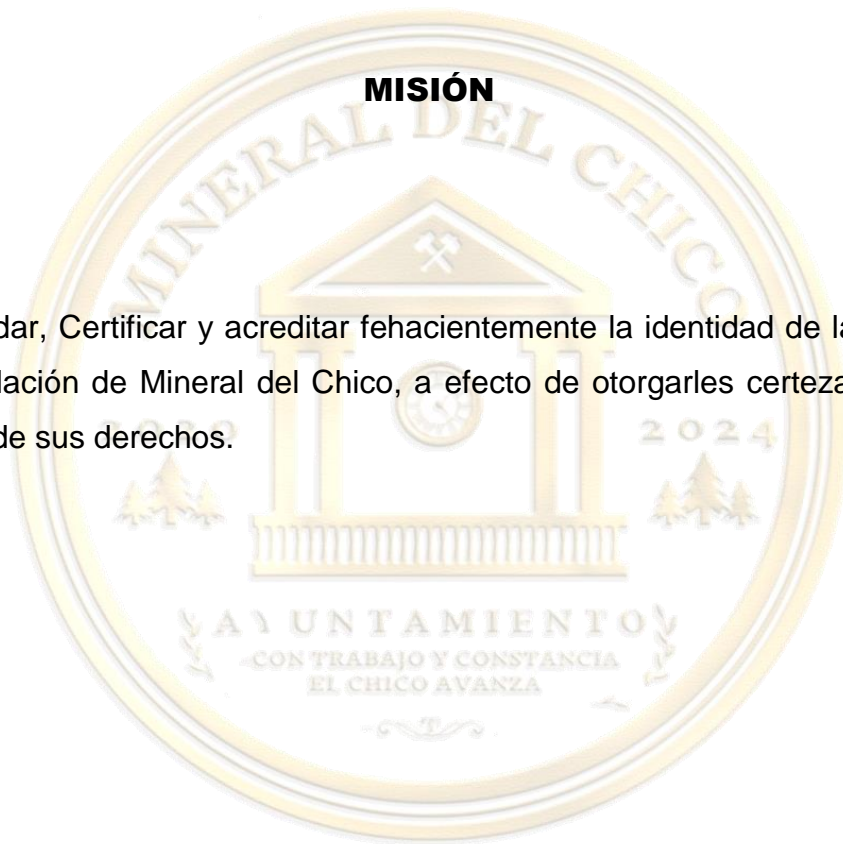 MISIÓN
MINERAL DEL CHICO
dar, Certificar y acreditar fehacientemente la identidad de la
lación de Mineral del Chico, a efecto de otorgarles certeza
de sus derechos.
2020
2024
AYUNTAMIENTO
CON TRABAJO Y CONSTANCIA
EL CHICO AVANZA